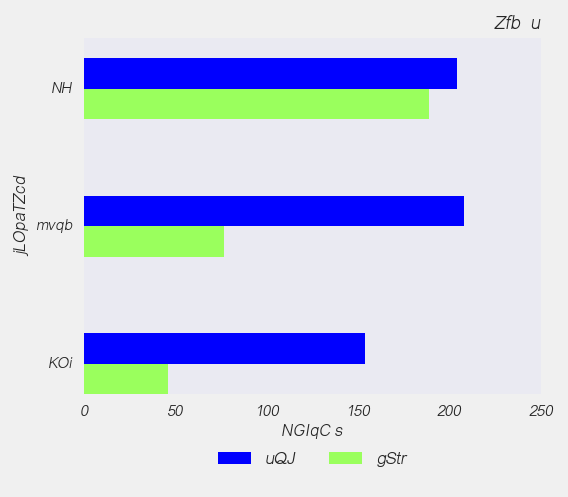 Zfb  u
jLOpaTZcd
NH
mvqb
KOi
0 50 100 150 200 250
NGIqC s
uQJ gStr